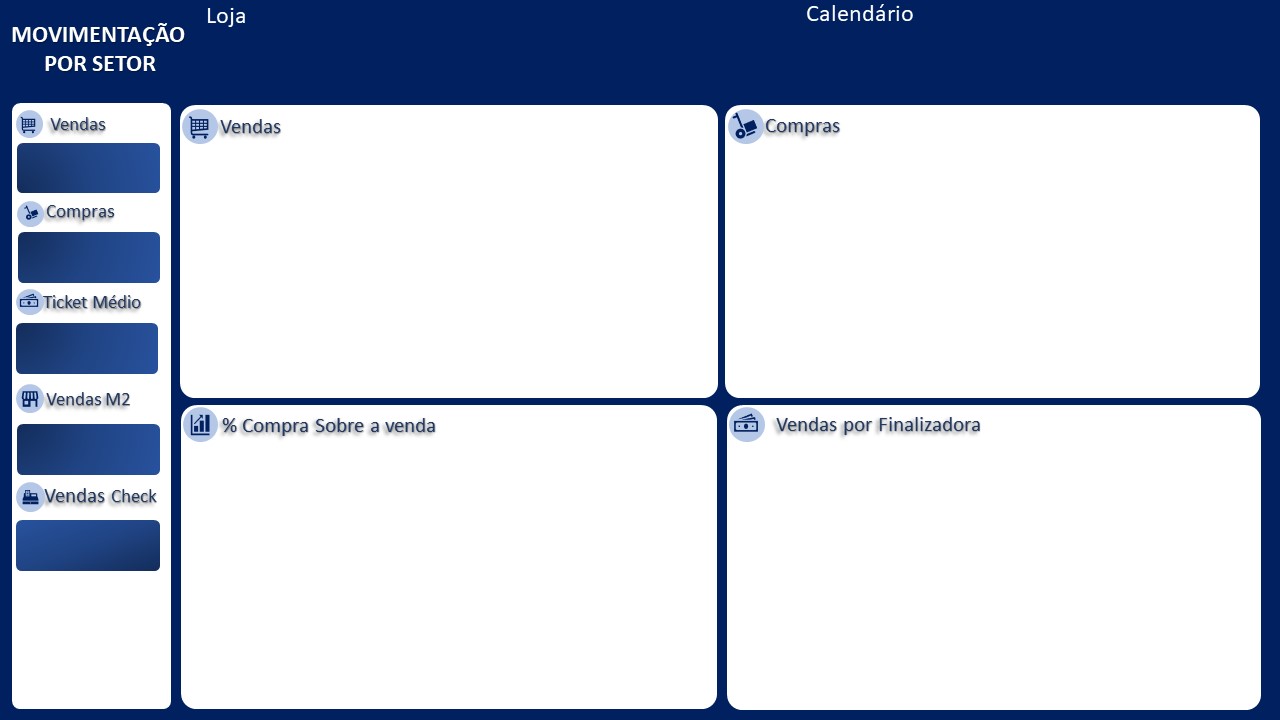 Loja
Calendário
MOVIMENTAÇÃO
POR SETOR
Vendas
Compras
Ticket Médio
Vendas M2
Vendas Check
Vendas
Compras
% Compra Sobre a venda
Vendas por Finalizadora